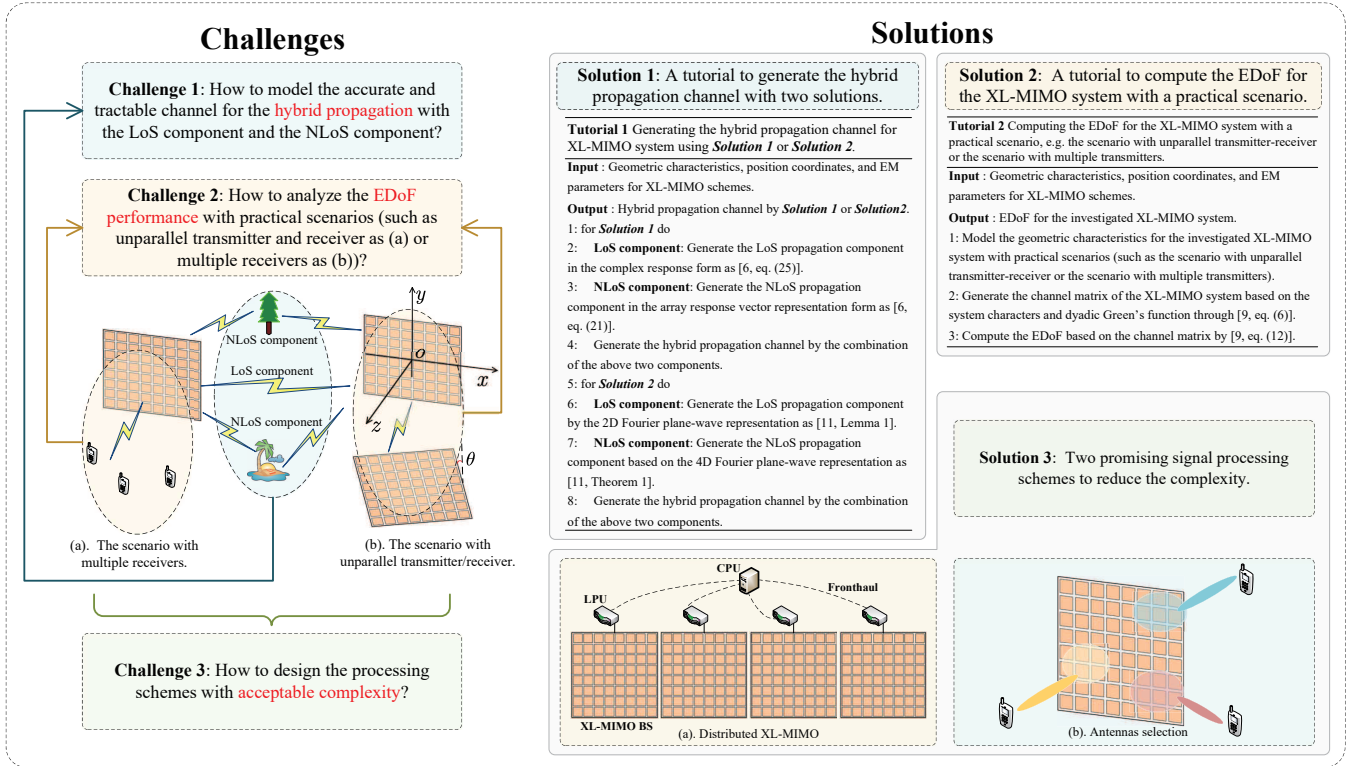 Challenges
Challenge 1: How to model the accurate and
tractable channel for the hybrid propagation with
the LoS component and the NLoS component?
Challenge 2: How to analyze the EDoF
performance with practical scenarios (such as
unparallel transmitter and receiver as (a) or
multiple receivers as (b))?
NLoS component
LoS component
NLoS component
y
o
x
z
θ
(a). The scenario with
multiple receivers.
(b). The scenario with
unparallel transmitter/receiver.
Challenge 3: How to design the processing
schemes with acceptable complexity?
Solutions
Solution 1: A tutorial to generate the hybrid
propagation channel with two solutions.
Tutorial 1 Generating the hybrid propagation channel for
XL-MIMO system using Solution 1 or Solution 2.
Input : Geometric characteristics, position coordinates, and EM
parameters for XL-MIMO schemes.
Output : Hybrid propagation channel by Solution 1 or Solution2.
1: for Solution 1 do
2: LoS component: Generate the LoS propagation component
in the complex response form as [6, eq. (25)].
3: NLoS component: Generate the NLoS propagation
component in the array response vector representation form as [6,
eq. (21)].
4: Generate the hybrid propagation channel by the combination
of the above two components.
5: for Solution 2 do
6: LoS component: Generate the LoS propagation component
by the 2D Fourier plane-wave representation as [11, Lemma 1].
7: NLoS component: Generate the NLoS propagation
component based on the 4D Fourier plane-wave representation as
[11, Theorem 1].
8: Generate the hybrid propagation channel by the combination
of the above two components.
Solution 2: A tutorial to compute the EDoF for
the XL-MIMO system with a practical scenario.
Tutorial 2 Computing the EDoF for the XL-MIMO system with a
practical scenario, e.g. the scenario with unparallel transmitter-receiver
or the scenario with multiple transmitters.
Input : Geometric characteristics, position coordinates, and EM
parameters for XL-MIMO schemes.
Output : EDoF for the investigated XL-MIMO system.
1: Model the geometric characteristics for the investigated XL-MIMO
system with practical scenarios (such as the scenario with unparallel
transmitter-receiver or the scenario with multiple transmitters).
2: Generate the channel matrix of the XL-MIMO system based on the
system characters and dyadic Green's function through [9, eq. (6)].
3: Compute the EDoF based on the channel matrix by [9, eq. (12)].
Solution 3: Two promising signal processing
schemes to reduce the complexity.
CPU
LPU
Fronthaul
XL-MIMO BS
(a). Distributed XL-MIMO
(b). Antennas selection